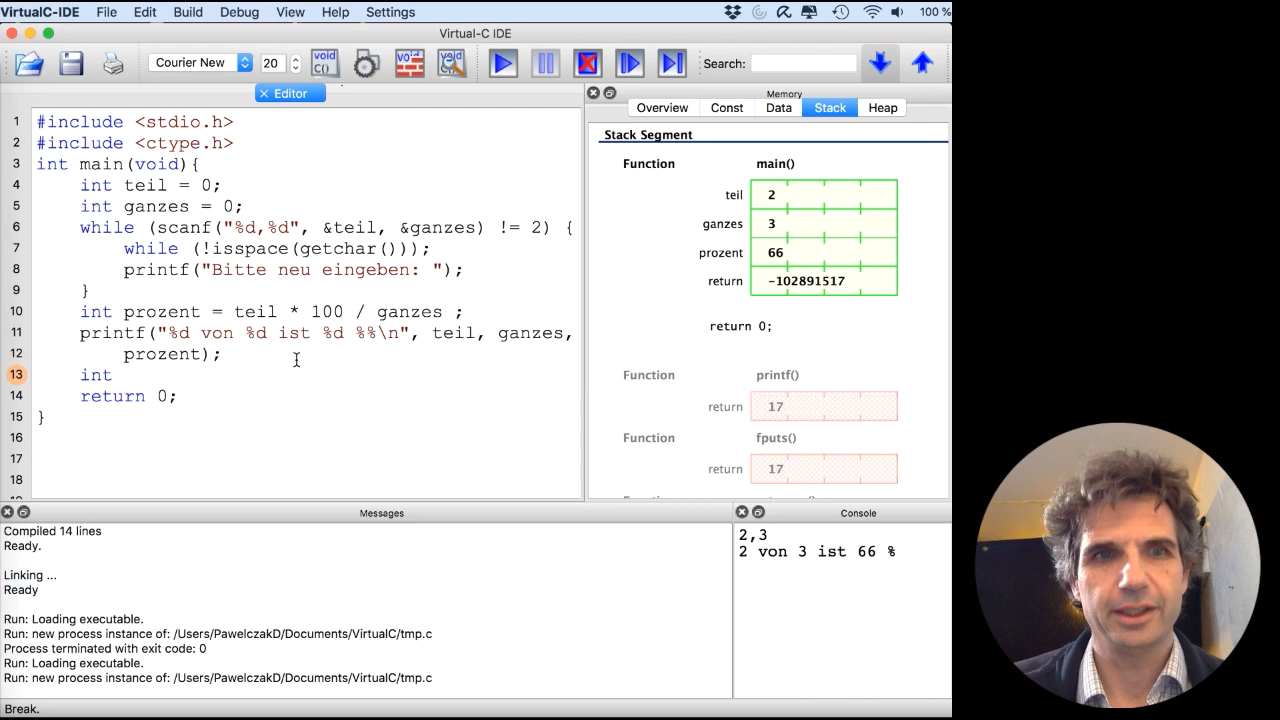 VirtualC-IDE File Edit Build Debug View Help Settings 100 %
Virtual-C IDE
Courier New 20 void C() Search:
Editor
1 #include <stdio.h>
2 #include <ctype.h>
3 int main(void){
4 int teil = 0;
5 int ganzes = 0;
6 while (scanf("%d,%d", &teil, &ganzes) != 2) {
7 while (!isspace(getchar()));
8 printf("Bitte neu eingeben: ");
9 }
10 int prozent = teil * 100 / ganzes ;
11 printf("%d von %d ist %d %%\n", teil, ganzes,
12 prozent);
13 int
14 return 0;
15 }
16
17
18
Memory
Overview Const Data Stack Heap
Stack Segment
Function main()
teil 2
ganzes 3
prozent 66
return -102891517
return 0;
Function printf()
return 17
Function fputs()
return 17
Messages
Compiled 14 lines
Ready.
Linking ...
Ready
Run: Loading executable.
Run: new process instance of: /Users/PawelczakD/Documents/VirtualC/tmp.c
Process terminated with exit code: 0
Run: Loading executable.
Run: new process instance of: /Users/PawelczakD/Documents/VirtualC/tmp.c
Console
2,3
2 von 3 ist 66 %
Break.